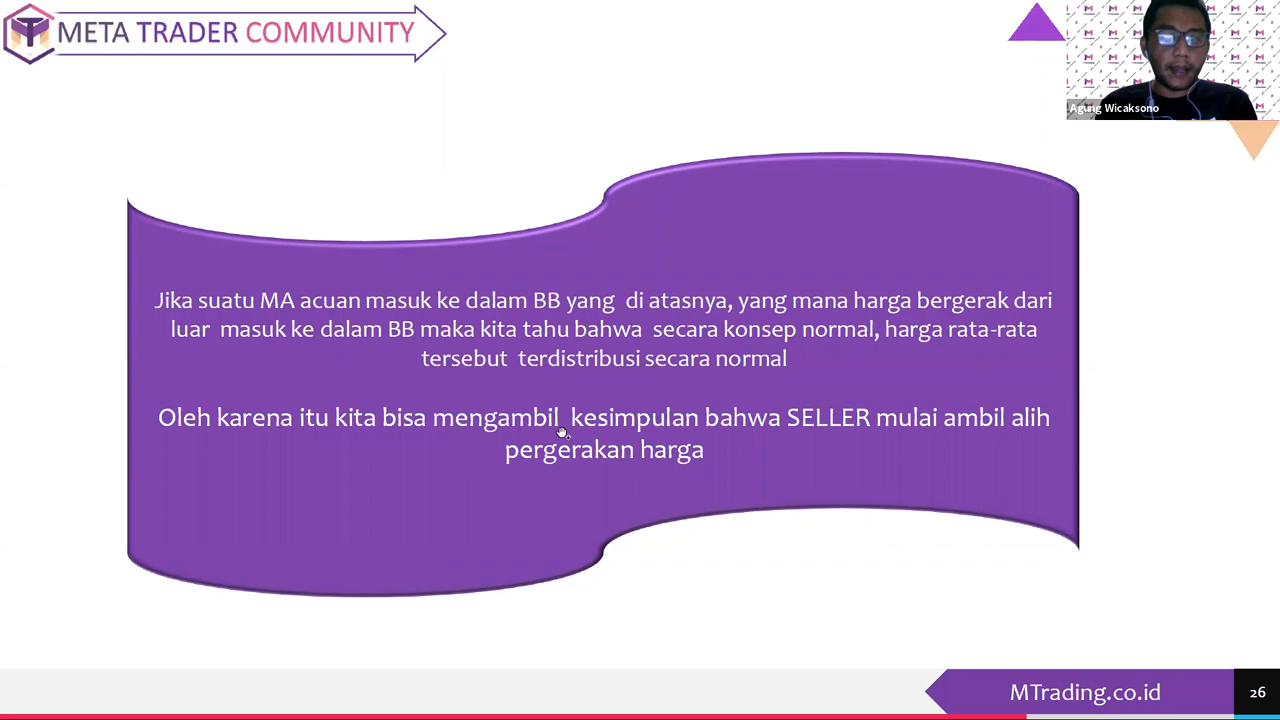 META TRADER COMMUNITY
Agung Wicaksono
Jika suatu MA acuan masuk ke dalam BB yang di atasnya, yang mana harga bergerak dari
luar masuk ke dalam BB maka kita tahu bahwa secara konsep normal, harga rata-rata
tersebut terdistribusi secara normal
Oleh karena itu kita bisa mengambil kesimpulan bahwa SELLER mulai ambil alih
pergerakan harga
MTrading.co.id
26